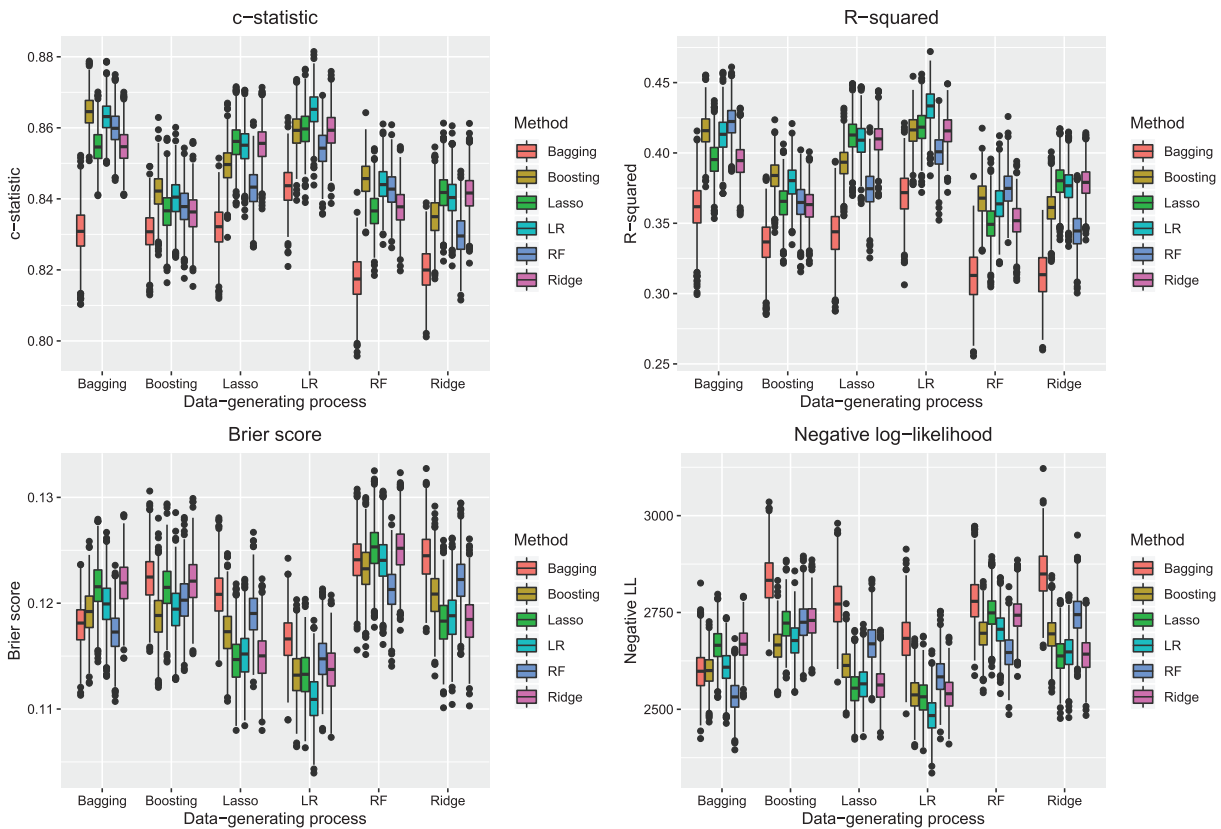 c−statistic
0.88
0.86
0.84
0.82
0.80
c−statistic
Bagging Boosting Lasso LR RF Ridge
Data−generating process
Method
Bagging
Boosting
Lasso
LR
RF
Ridge
R−squared
0.45
0.40
0.35
0.30
0.25
R−squared
Bagging Boosting Lasso LR RF Ridge
Data−generating process
Method
Bagging
Boosting
Lasso
LR
RF
Ridge
Brier score
0.13
0.12
0.11
Brier score
Bagging Boosting Lasso LR RF Ridge
Data−generating process
Method
Bagging
Boosting
Lasso
LR
RF
Ridge
Negative log−likelihood
3000
2750
2500
Negative LL
Bagging Boosting Lasso LR RF Ridge
Data−generating process
Method
Bagging
Boosting
Lasso
LR
RF
Ridge